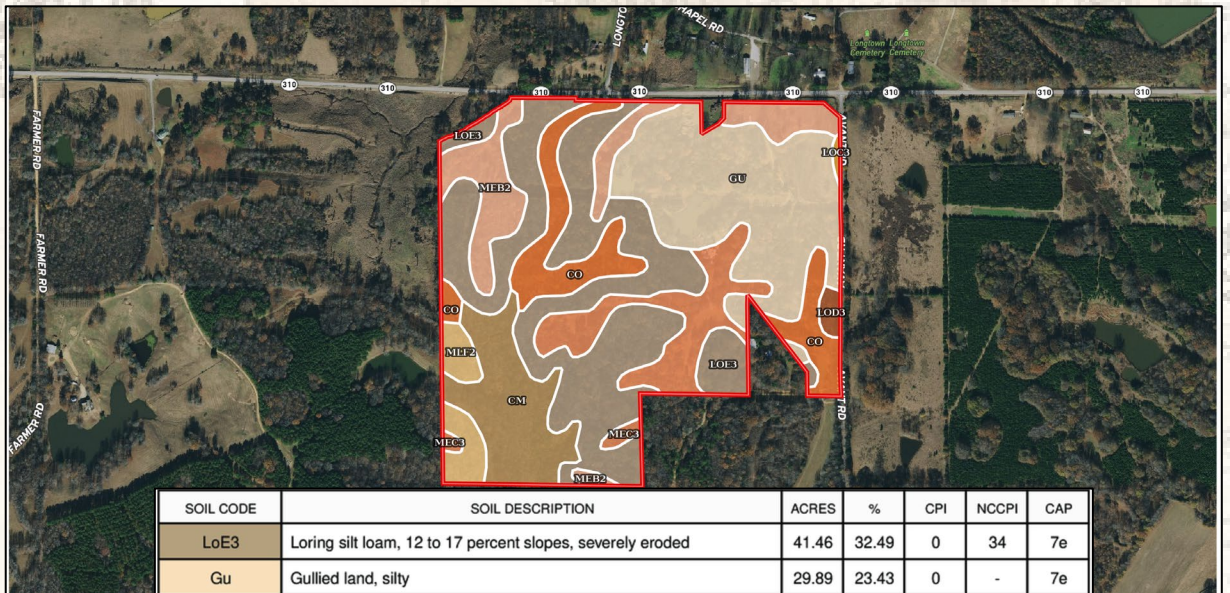 CHAPEL RD
LONGTO
Longtown Longtown
Cemetery Cemetery
310
310
310
310
310
310
310
FARMER RD
FARMER RD
FARMER RD
LOE3
MEB2
GU
LOC3
CO
CO
LOD3
CO
MLF2
LOE3
CM
MEC3
MEC3
MEB2
T RD
SOIL CODE SOIL DESCRIPTION ACRES % CPI NCCPI CAP
LoE3 Loring silt loam, 12 to 17 percent slopes, severely eroded 41.46 32.49 0 34 7e
Gu Gullied land, silty 29.89 23.43 0 - 7e